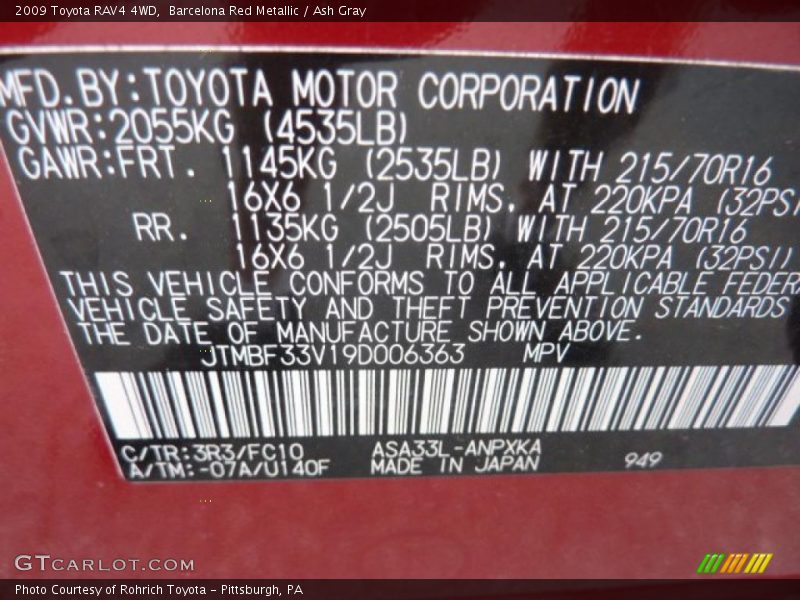 2009 Toyota RAV4 4WD,  Barcelona Red Metallic / Ash Gray
MFD.BY:TOYOTA MOTOR CORPORATION
GVWR:2055KG (4535LB)
GAWR:FRT. 1145KG (2535LB) WITH 215/70R16
16X6 1/2J RIMS, AT 220KPA (32PSI
RR. 1135KG (2505LB) WITH 215/70R16
16X6 1/2J RIMS, AT 220KPA (32PSI)
THIS VEHICLE CONFORMS TO ALL APPLICABLE FEDERA
VEHICLE SAFETY AND THEFT PREVENTION STANDARDS
THE DATE OF MANUFACTURE SHOWN ABOVE.
JTMBF33V19D006363 MPV
C/TR:3R3/FC10 ASA33L-ANPXKA
A/TM:-07A/U140F MADE IN JAPAN 949
GTCARLOT.COM
Photo Courtesy of Rohrich Toyota - Pittsburgh, PA